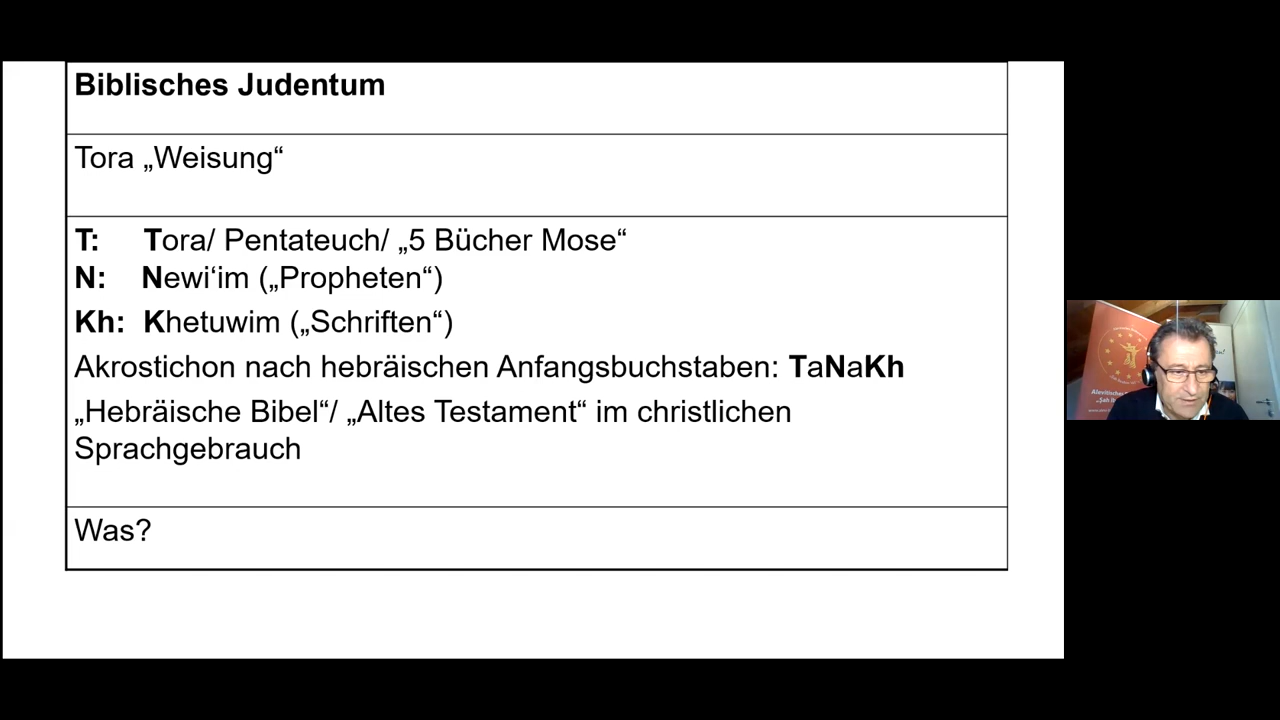 Biblisches Judentum
Tora „Weisung“
T: Tora/ Pentateuch/ „5 Bücher Mose“
N: Newi‘im („Propheten“)
Kh: Khetuwim („Schriften“)
Akrostichon nach hebräischen Anfangsbuchstaben: TaNaKh
„Hebräische Bibel“/ „Altes Testament“ im christlichen
Sprachgebrauch
Was?